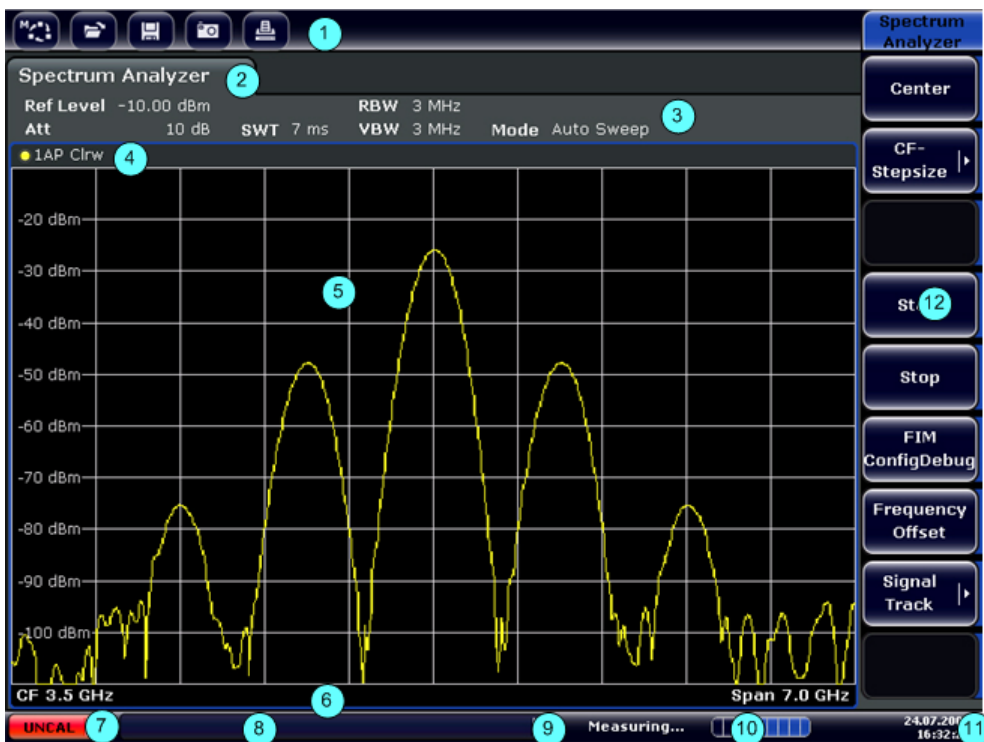 1
Spectrum Analyzer
Spectrum Analyzer 2
Ref Level -10.00 dBm RBW 3 MHz
Att 10 dB SWT 7 ms VBW 3 MHz Mode Auto Sweep 3
1AP Clrw 4
-20 dBm
-30 dBm
-40 dBm
-50 dBm
-60 dBm
-70 dBm
-80 dBm
-90 dBm
-100 dBm
5
CF 3.5 GHz 6 Span 7.0 GHz
UNCAL 7 8 9 Measuring... 10 11
Center
CF-
Stepsize
12
Stop
FIM
ConfigDebug
Frequency
Offset
Signal
Track